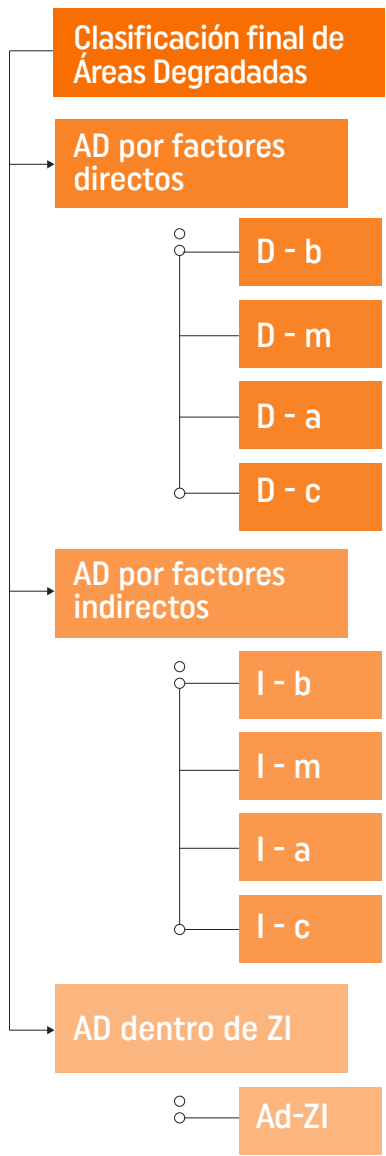 Clasificación final de
Áreas Degradadas
AD por factores
directos
D - b
D - m
D - a
D - c
AD por factores
indirectos
I - b
I - m
I - a
I - c
AD dentro de ZI
Ad-ZI